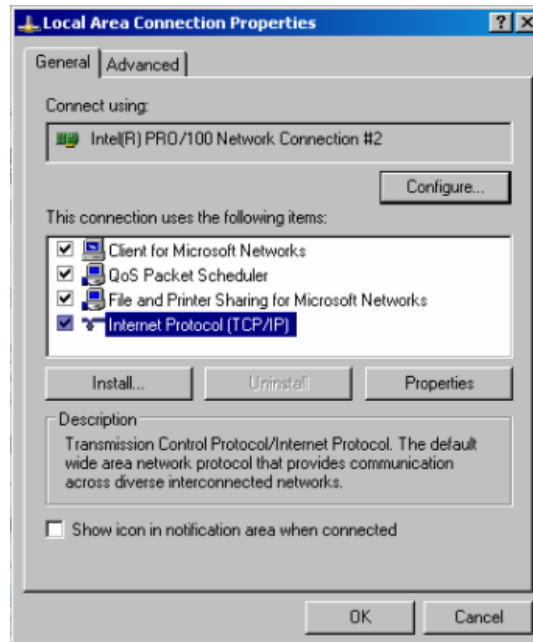 Local Area Connection Properties
General Advanced
Connect using:
Intel(R) PRO/100 Network Connection #2
Configure...
This connection uses the following items:
Client for Microsoft Networks
QoS Packet Scheduler
File and Printer Sharing for Microsoft Networks
Internet Protocol (TCP/IP)
Install... Uninstall Properties
Description
Transmission Control Protocol/Internet Protocol. The default
wide area network protocol that provides communication
across diverse interconnected networks.
Show icon in notification area when connected
OK Cancel